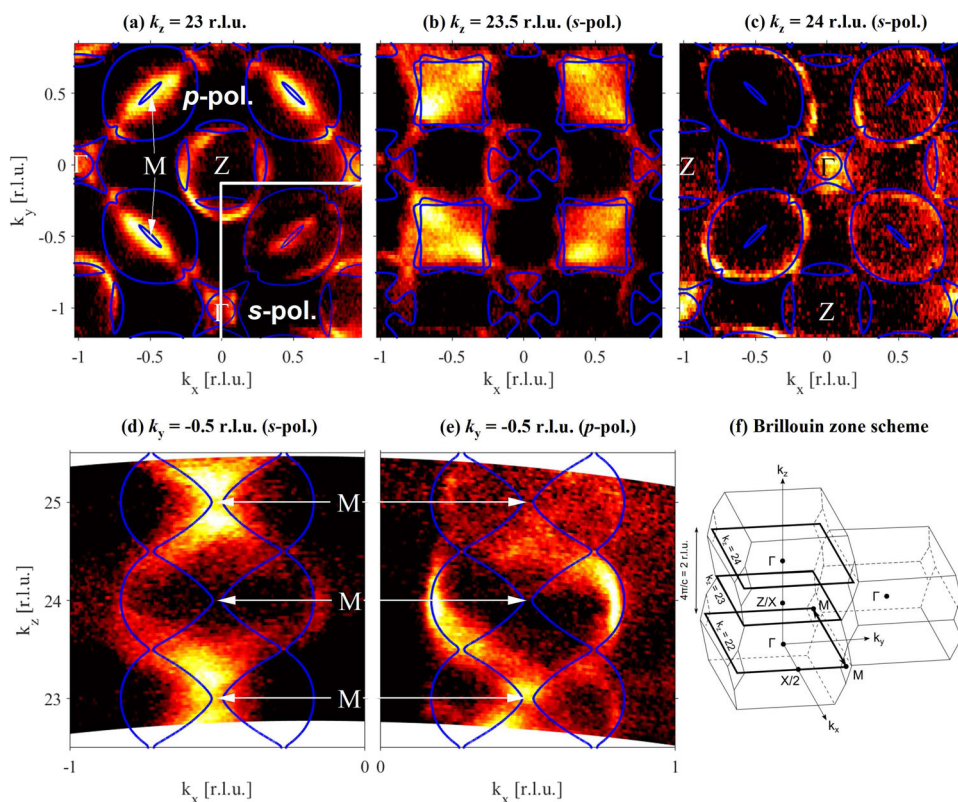 (a) k_z = 23 r.l.u.
(b) k_z = 23.5 r.l.u. (s-pol.)
(c) k_z = 24 r.l.u. (s-pol.)
0.5
0
-0.5
-1
k_y [r.l.u.]
p-pol.
Γ
M
Z
Γ
s-pol.
-1 -0.5 0 0.5
k_x [r.l.u.]
-1 -0.5 0 0.5
k_x [r.l.u.]
Z
Γ
Z
-1 -0.5 0 0.5
k_x [r.l.u.]
(d) k_y = -0.5 r.l.u. (s-pol.)
(e) k_y = -0.5 r.l.u. (p-pol.)
(f) Brillouin zone scheme
25
24
23
k_z [r.l.u.]
M
M
M
-1 0
k_x [r.l.u.]
0 1
k_x [r.l.u.]
k_z
4π/c = 2 r.l.u.
k_z = 24
k_z = 23
k_z = 22
Γ
Z/X
M
Γ
Γ
k_y
X/2
M
k_x